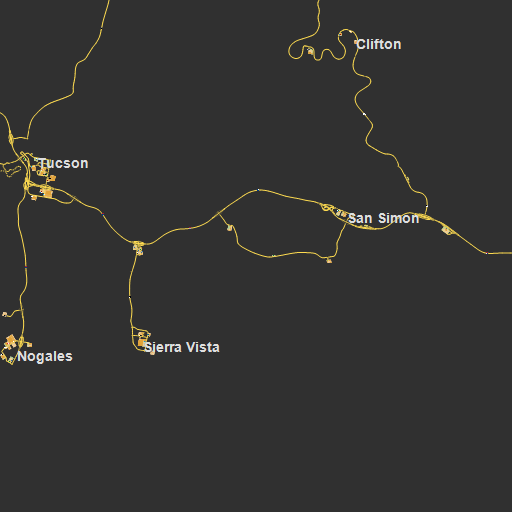 Clifton
Tucson
San Simon
Sierra Vista
Nogales